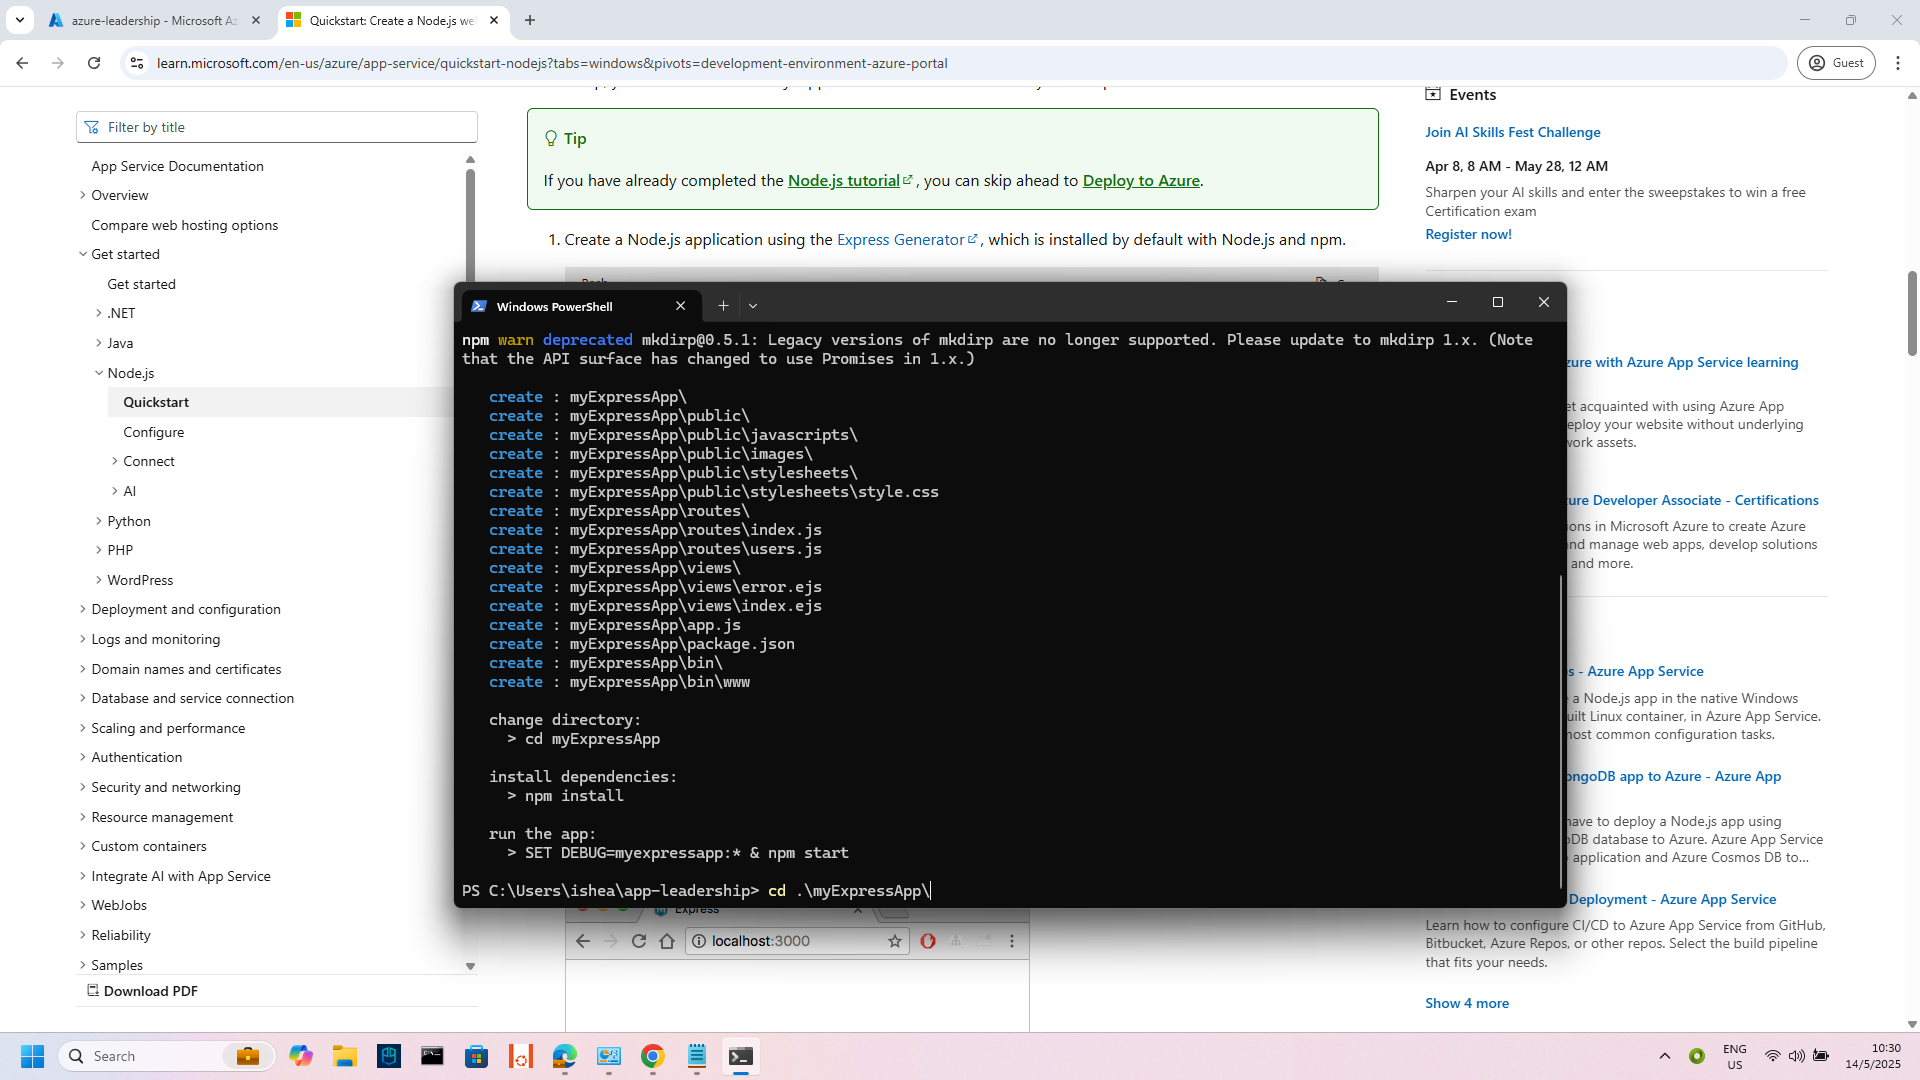 azure-leadership - Microsoft Az
Quickstart: Create a Node.js we
learn.microsoft.com/en-us/azure/app-service/quickstart-nodejs?tabs=windows&pivots=development-environment-azure-portal
Guest
Filter by title
App Service Documentation
Overview
Compare web hosting options
Get started
Get started
.NET
Java
Node.js
Quickstart
Configure
Connect
AI
Python
PHP
WordPress
Deployment and configuration
Logs and monitoring
Domain names and certificates
Database and service connection
Scaling and performance
Authentication
Security and networking
Resource management
Custom containers
Integrate AI with App Service
WebJobs
Reliability
Samples
Download PDF
Tip
If you have already completed the Node.js tutorial, you can skip ahead to Deploy to Azure.
1. Create a Node.js application using the Express Generator, which is installed by default with Node.js and npm.
Windows PowerShell
npm warn deprecated mkdirp@0.5.1: Legacy versions of mkdirp are no longer supported. Please update to mkdirp 1.x. (Note
that the API surface has changed to use Promises in 1.x.)
create : myExpressApp\
create : myExpressApp\public\
create : myExpressApp\public\javascripts\
create : myExpressApp\public\images\
create : myExpressApp\public\stylesheets\
create : myExpressApp\public\stylesheets\style.css
create : myExpressApp\routes\
create : myExpressApp\routes\index.js
create : myExpressApp\routes\users.js
create : myExpressApp\views\
create : myExpressApp\views\error.ejs
create : myExpressApp\views\index.ejs
create : myExpressApp\app.js
create : myExpressApp\package.json
create : myExpressApp\bin\
create : myExpressApp\bin\www
change directory:
> cd myExpressApp
install dependencies:
> npm install
run the app:
> SET DEBUG=myexpressapp:* & npm start
PS C:\Users\ishea\app-leadership> cd .\myExpressApp\
Express
localhost:3000
Events
Join AI Skills Fest Challenge
Apr 8, 8 AM - May 28, 12 AM
Sharpen your AI skills and enter the sweepstakes to win a free
Certification exam
Register now!
zure with Azure App Service learning
et acquainted with using Azure App
eploy your website without underlying
work assets.
ure Developer Associate - Certifications
ions in Microsoft Azure to create Azure
nd manage web apps, develop solutions
and more.
s - Azure App Service
e a Node.js app in the native Windows
uilt Linux container, in Azure App Service.
most common configuration tasks.
ongoDB app to Azure - Azure App
have to deploy a Node.js app using
oDB database to Azure. Azure App Service
application and Azure Cosmos DB to...
Deployment - Azure App Service
Learn how to configure CI/CD to Azure App Service from GitHub,
Bitbucket, Azure Repos, or other repos. Select the build pipeline
that fits your needs.
Show 4 more
Search
ENG
US
10:30
14/5/2025